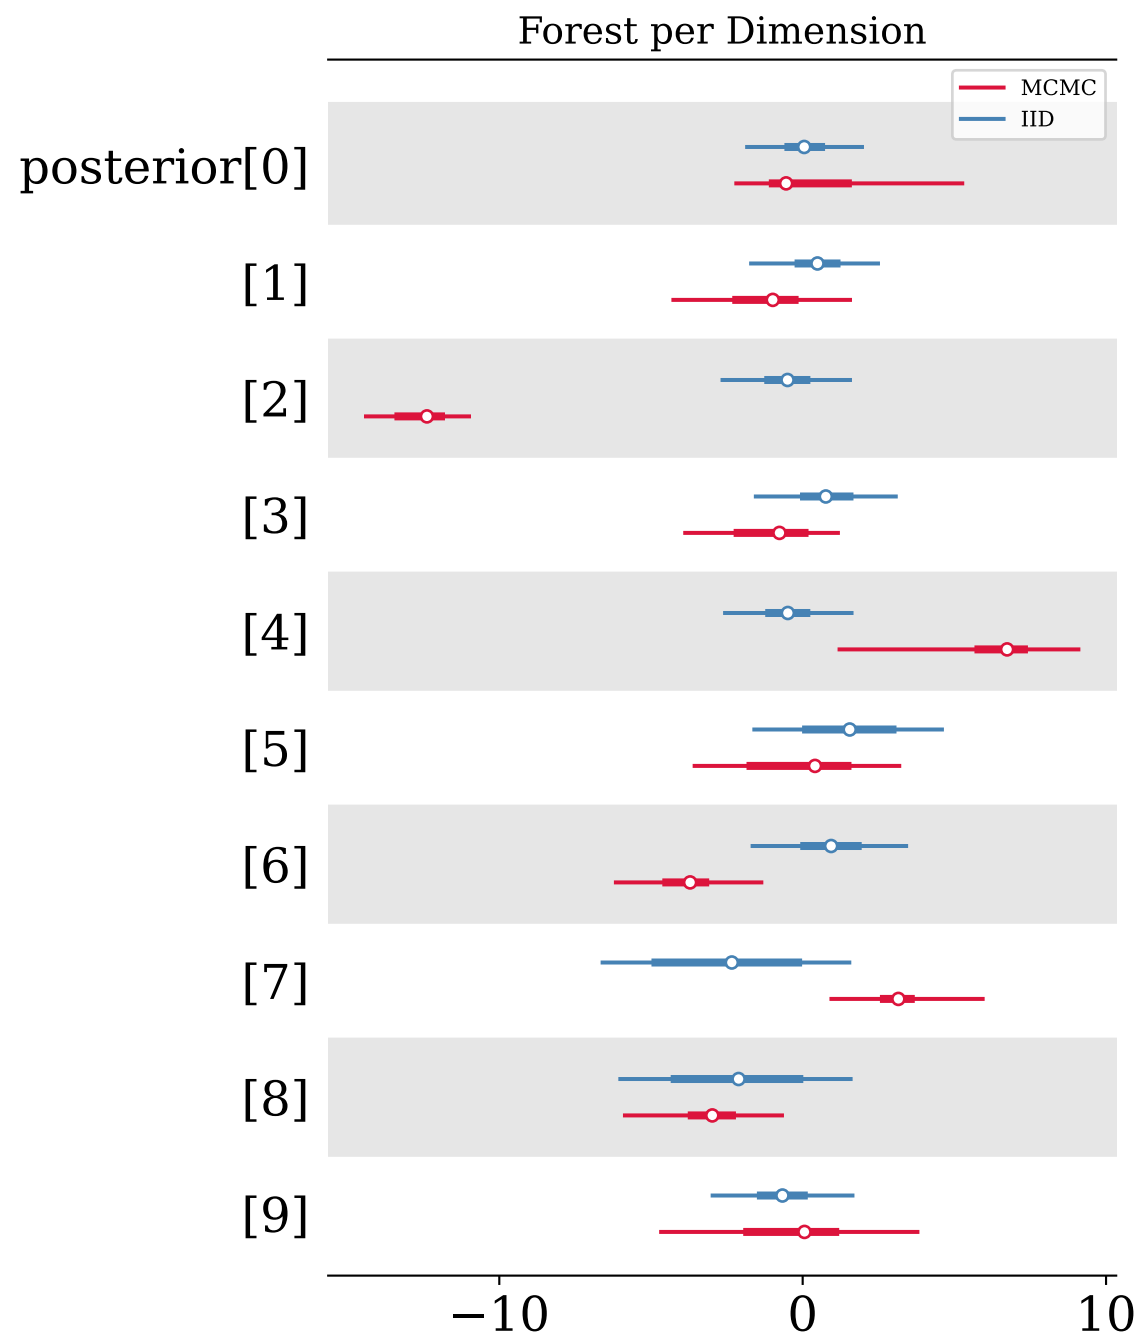 Forest per Dimension
MCMC
IID
posterior[0]
[1]
[2]
[3]
[4]
[5]
[6]
[7]
[8]
[9]
−10 0 10